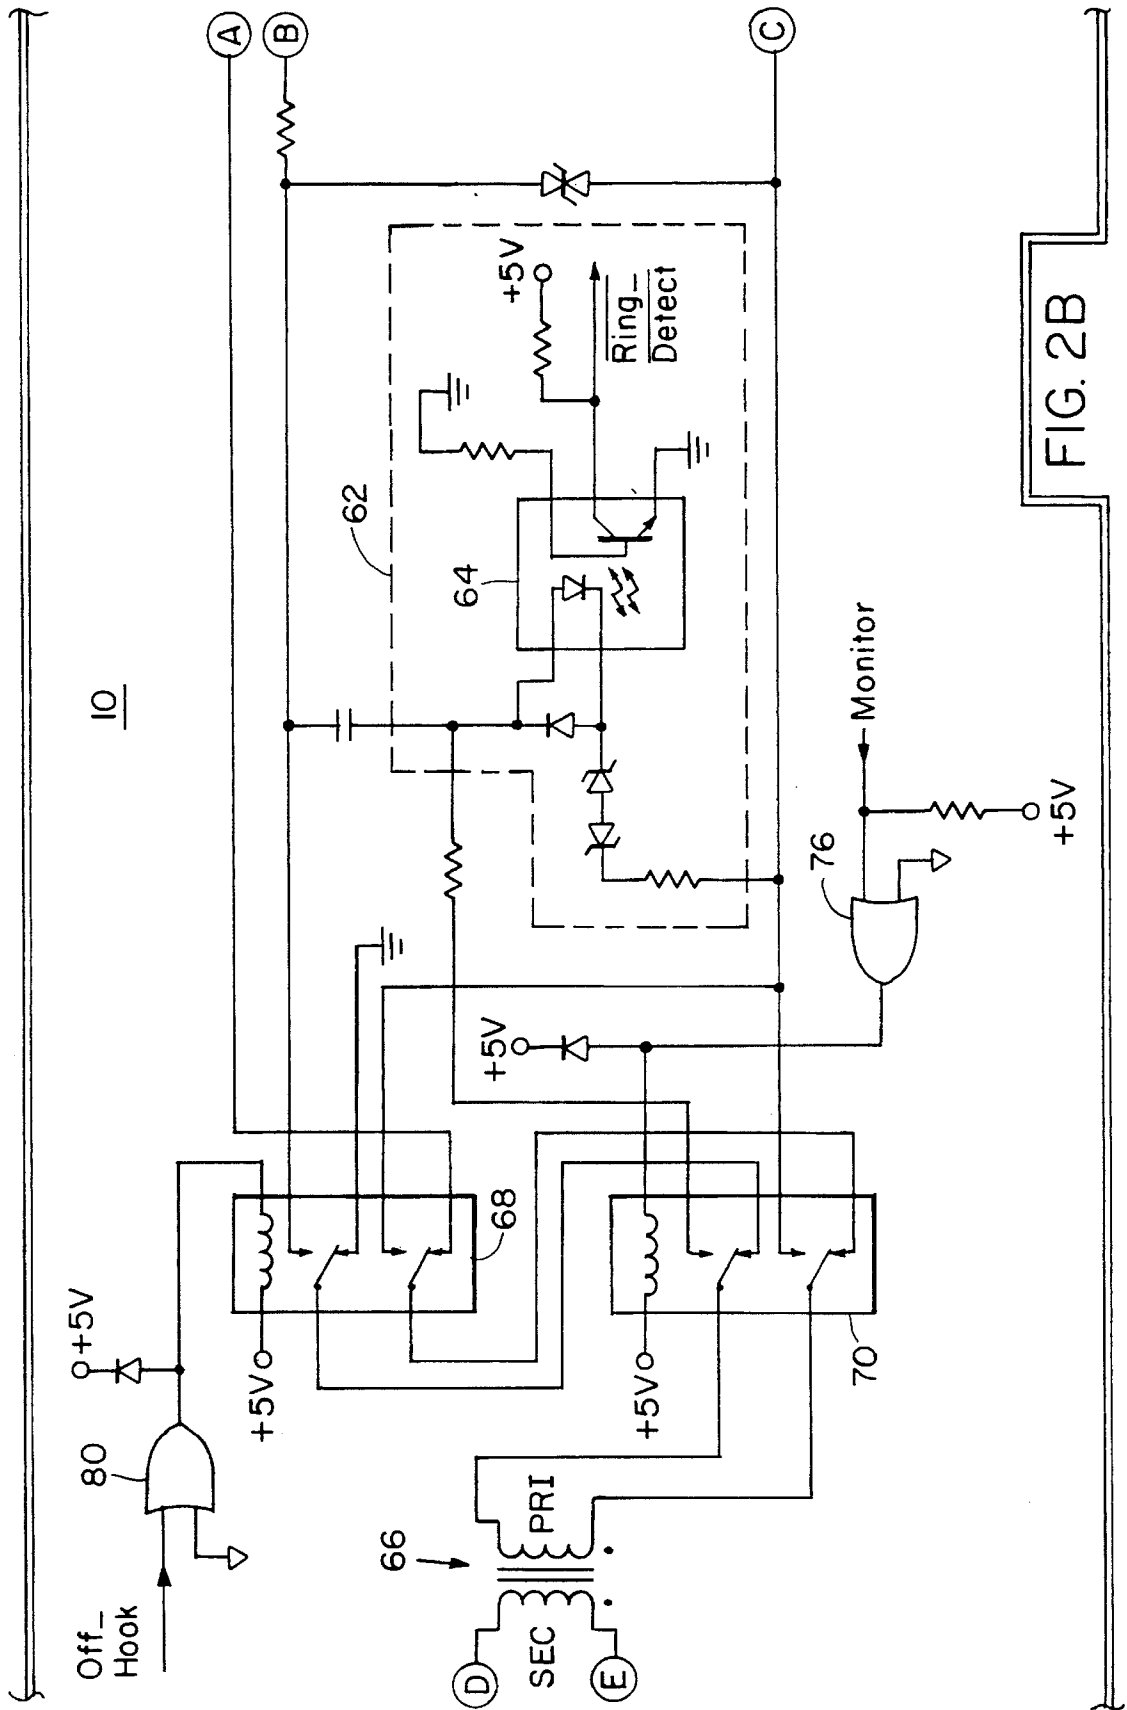 10
Off_
Hook
80
+5V
A
B
+5V
62
66
64
D
SEC
PRI
E
68
+5V
+5V
Ring_
Detect
+5V
C
70
76
Monitor
+5V
FIG. 2B